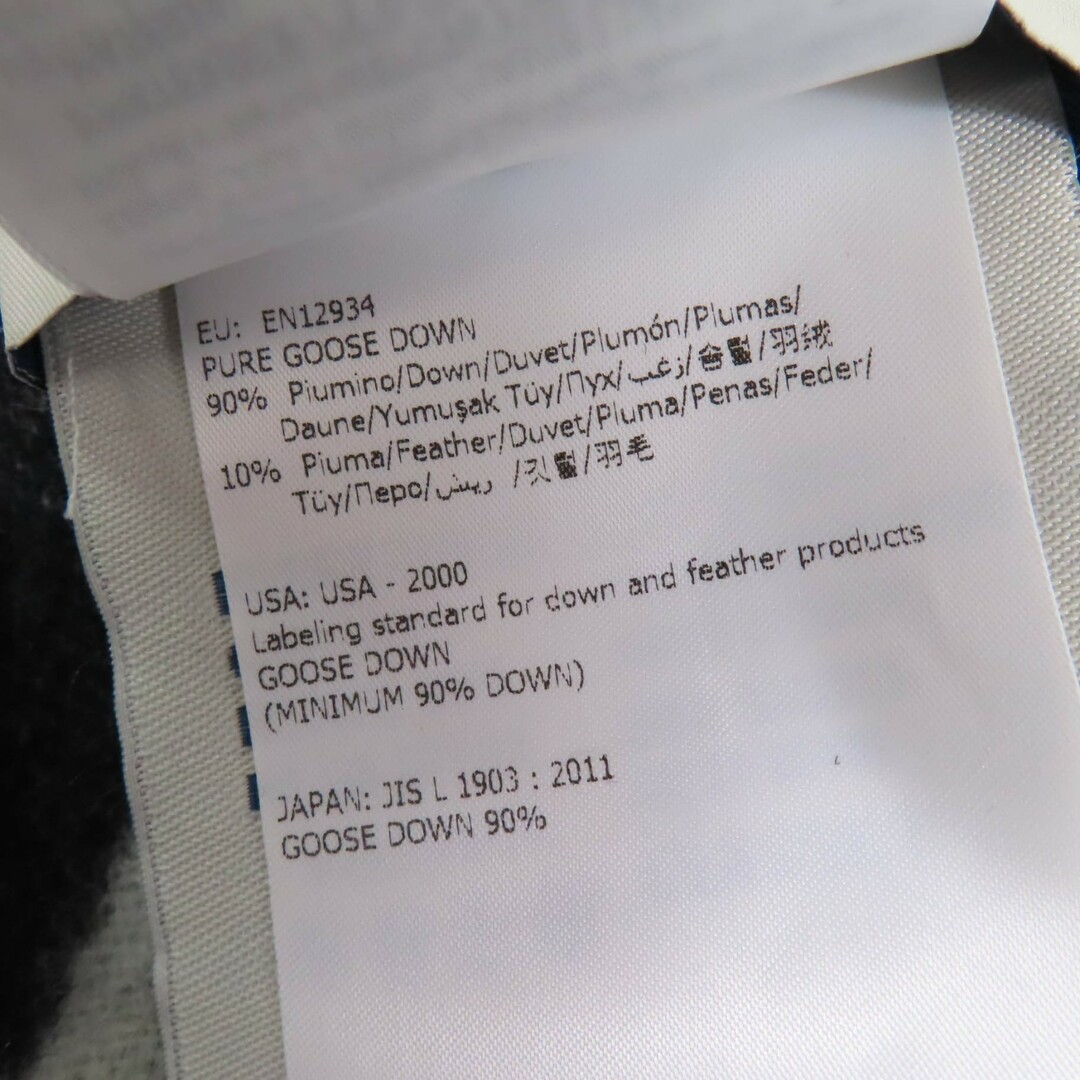 EU: EN12934
PURE GOOSE DOWN
90% Piumino/Down/Duvet/Plumón/Plumas/
Daune/Yumuşak Tüy/Пух/زغب/솜털/羽絨
10% Piuma/Feather/Duvet/Pluma/Penas/Feder/
Tüy/Перо/ريش /깃털/羽毛
USA: USA - 2000
Labeling standard for down and feather products
GOOSE DOWN
(MINIMUM 90% DOWN)
JAPAN: JIS L 1903 : 2011
GOOSE DOWN 90%